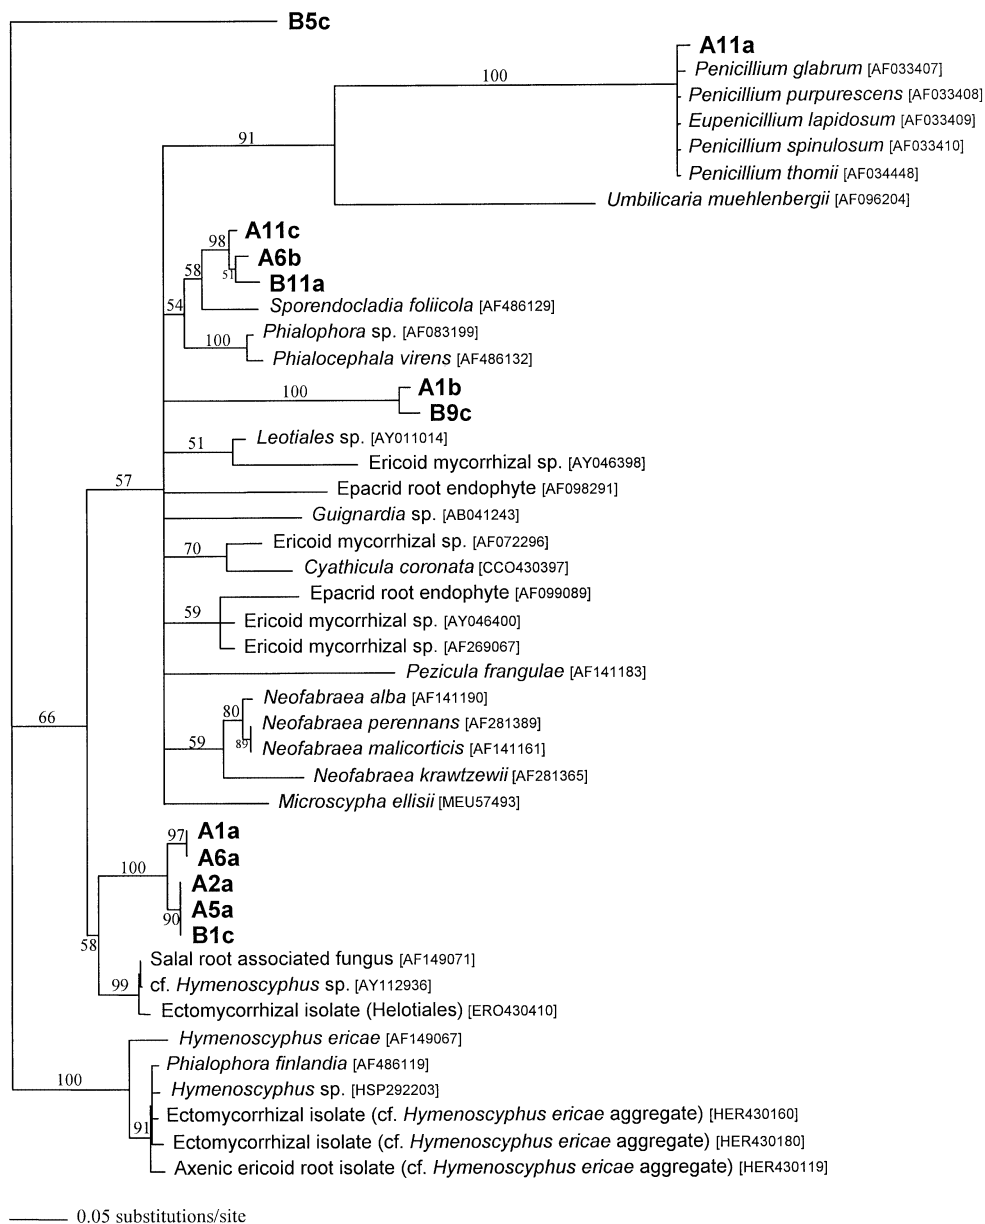 B5c
A11a
100
Penicillium glabrum [AF033407]
Penicillium purpurescens [AF033408]
Eupenicillium lapidosum [AF033409]
91
Penicillium spinulosum [AF033410]
Penicillium thomii [AF034448]
Umbilicaria muehlenbergii [AF096204]
A11c
98
A6b
58
51
B11a
54
Sporendocladia foliicola [AF486129]
Phialophora sp. [AF083199]
100
Phialocephala virens [AF486132]
A1b
100
B9c
Leotiales sp. [AY011014]
51
Ericoid mycorrhizal sp. [AY046398]
57
Epacrid root endophyte [AF098291]
Guignardia sp. [AB041243]
Ericoid mycorrhizal sp. [AF072296]
70
Cyathicula coronata [CCO430397]
Epacrid root endophyte [AF099089]
59
Ericoid mycorrhizal sp. [AY046400]
Ericoid mycorrhizal sp. [AF269067]
Pezicula frangulae [AF141183]
Neofabraea alba [AF141190]
80
66
Neofabraea perennans [AF281389]
59
89
Neofabraea malicorticis [AF141161]
Neofabraea krawtzewii [AF281365]
Microscypha ellisii [MEU57493]
A1a
97
A6a
100
A2a
A5a
90
B1c
58
Salal root associated fungus [AF149071]
99
cf. Hymenoscyphus sp. [AY112936]
Ectomycorrhizal isolate (Helotiales) [ERO430410]
Hymenoscyphus ericae [AF149067]
Phialophora finlandia [AF486119]
100
Hymenoscyphus sp. [HSP292203]
Ectomycorrhizal isolate (cf. Hymenoscyphus ericae aggregate) [HER430160]
91
Ectomycorrhizal isolate (cf. Hymenoscyphus ericae aggregate) [HER430180]
Axenic ericoid root isolate (cf. Hymenoscyphus ericae aggregate) [HER430119]
0.05 substitutions/site